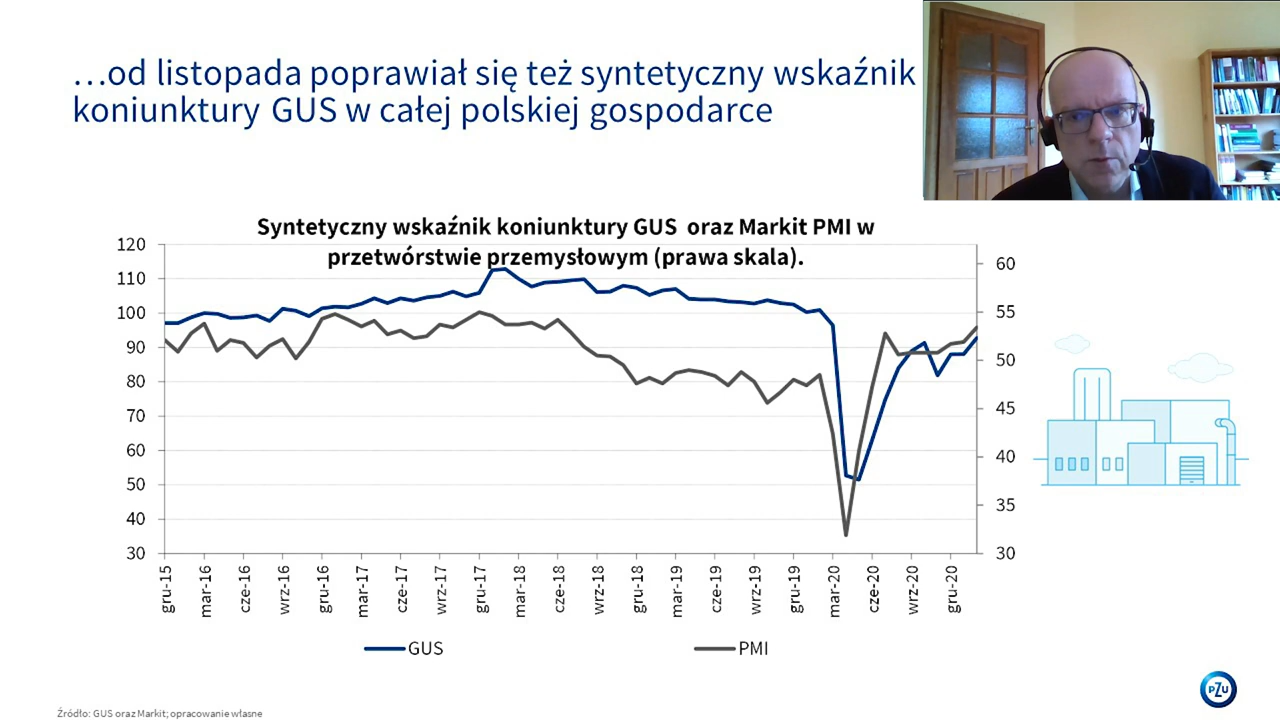 …od listopada poprawiał się też syntetyczny wskaźnik
koniunktury GUS w całej polskiej gospodarce
Syntetyczny wskaźnik koniunktury GUS oraz Markit PMI w
przetwórstwie przemysłowym (prawa skala).
120
110
100
90
80
70
60
50
40
30
60
55
50
45
40
35
30
gru-15
mar-16
cze-16
wrz-16
gru-16
mar-17
cze-17
wrz-17
gru-17
mar-18
cze-18
wrz-18
gru-18
mar-19
cze-19
wrz-19
gru-19
mar-20
cze-20
wrz-20
gru-20
GUS
PMI
PZU
Źródło: GUS oraz Markit; opracowanie własne